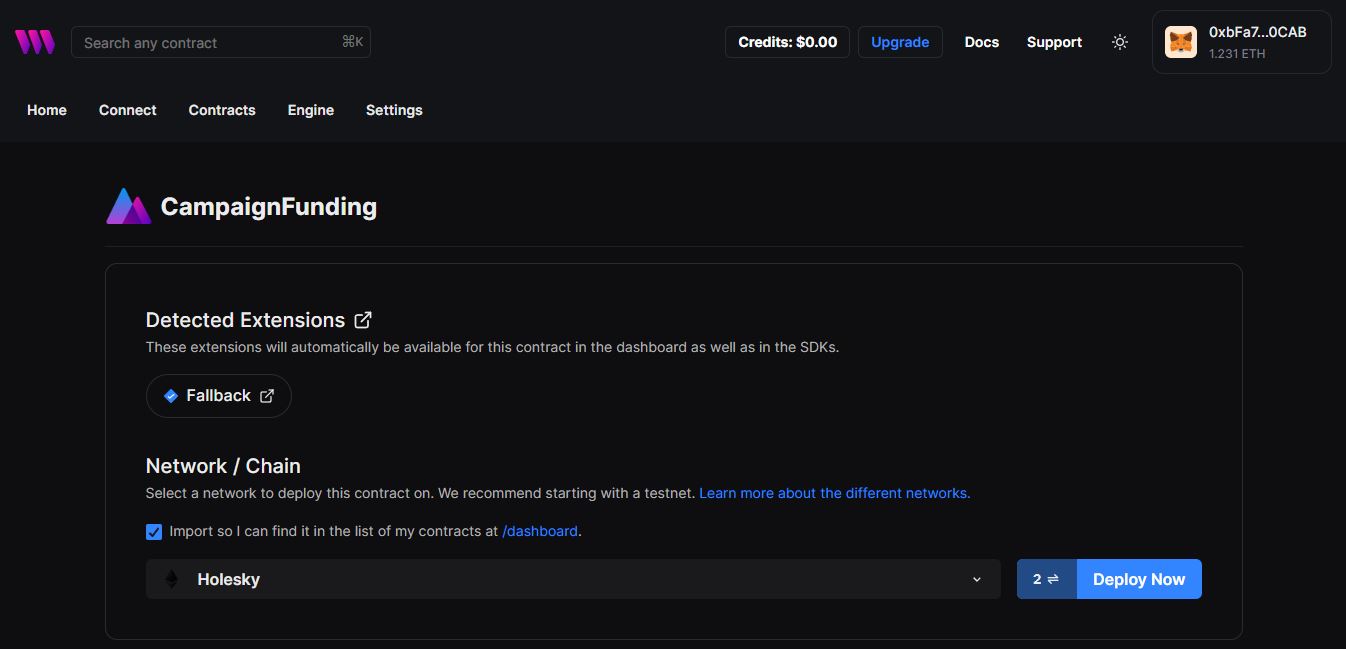 Search any contract ⌘K Credits: $0.00 Upgrade Docs Support 0xbFa7...0CAB
1.231 ETH
Home Connect Contracts Engine Settings
CampaignFunding
Detected Extensions
These extensions will automatically be available for this contract in the dashboard as well as in the SDKs.
Fallback
Network / Chain
Select a network to deploy this contract on. We recommend starting with a testnet. Learn more about the different networks.
Import so I can find it in the list of my contracts at /dashboard.
Holesky 2 ⇌ Deploy Now